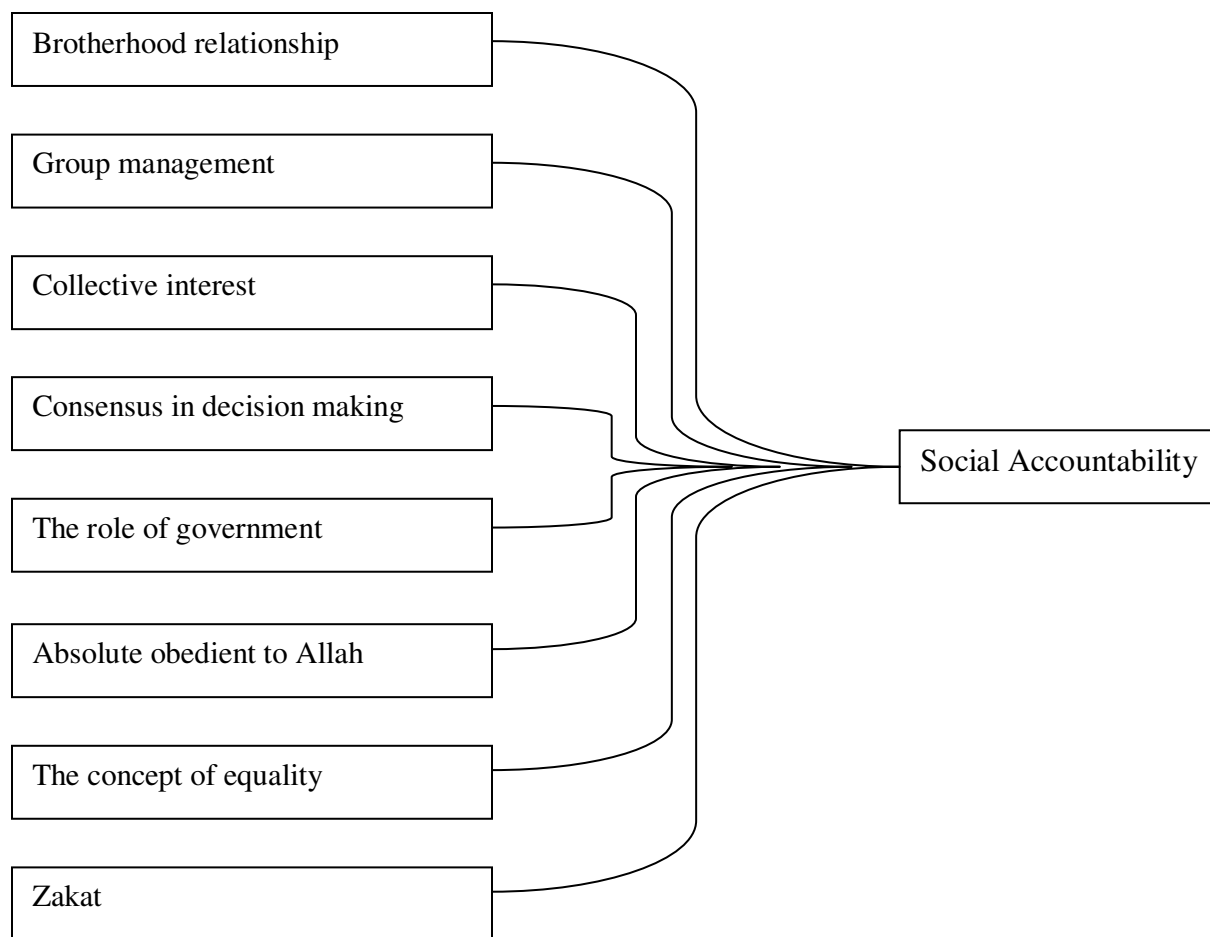 Brotherhood relationship
Group management
Collective interest
Consensus in decision making
The role of government
Absolute obedient to Allah
The concept of equality
Zakat
Social Accountability